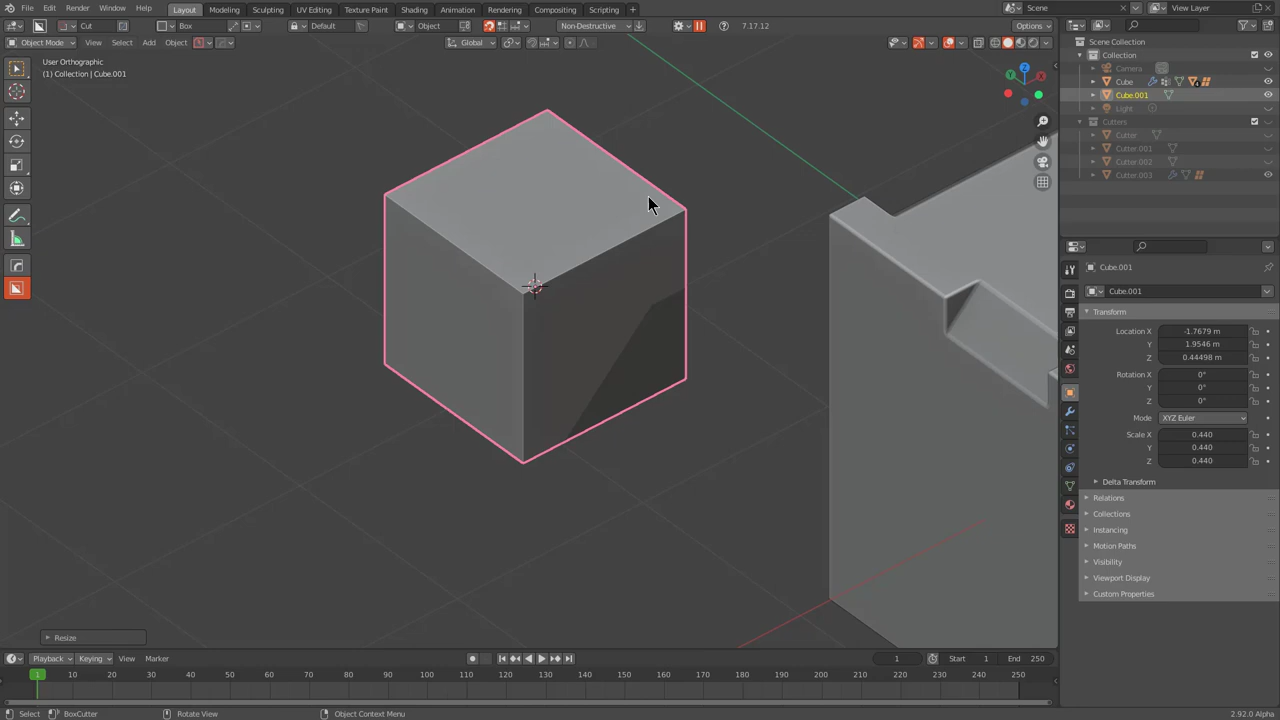 File Edit Render Window Help Layout Modeling Sculpting UV Editing Texture Paint Shading Animation Rendering Compositing Scripting + Scene View Layer
Cut Box Default Object Non-Destructive 7.17.12 Options
Object Mode View Select Add Object Global
User Orthographic
(1) Collection | Cube.001
Z
Y
X
Scene Collection
Collection
Camera
Cube
Cube.001
Light
Cutters
Cutter
Cutter.001
Cutter.002
Cutter.003
Cube.001
Cube.001
Transform
Location X -1.7679 m
Y 1.9546 m
Z 0.44498 m
Rotation X 0°
Y 0°
Z 0°
Mode XYZ Euler
Scale X 0.440
Y 0.440
Z 0.440
Delta Transform
Relations
Collections
Instancing
Motion Paths
Visibility
Viewport Display
Custom Properties
Resize
Playback Keying View Marker 1 Start 1 End 250
1 10 20 30 40 50 60 70 80 90 100 110 120 130 140 150 160 170 180 190 200 210 220 230 240 250
Select BoxCutter Rotate View Object Context Menu 2.92.0 Alpha